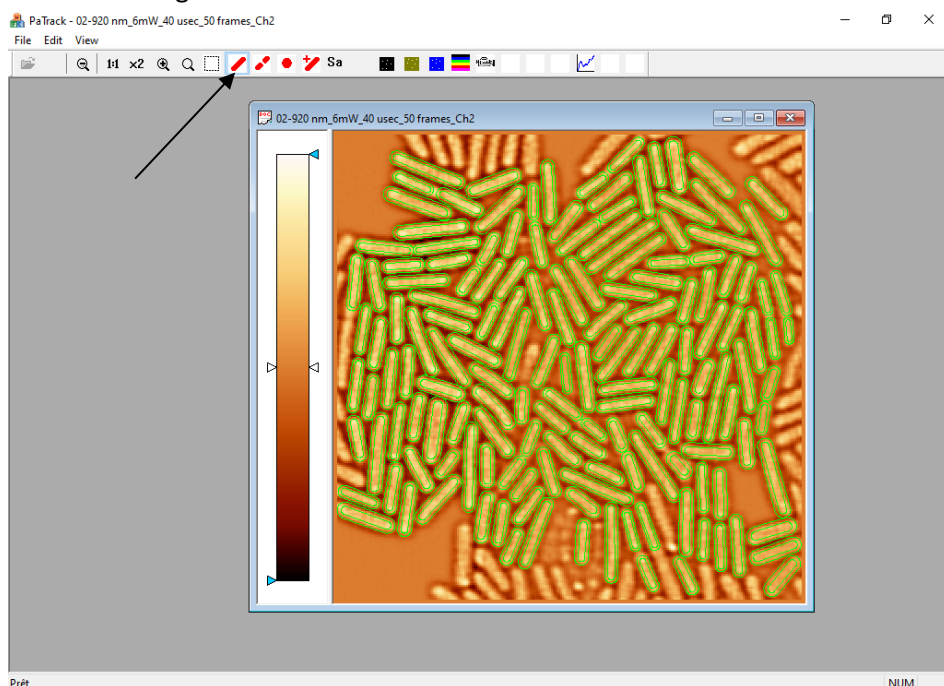 PaTrack - 02-920 nm_6mW_40 usec_50 frames_Ch2
File Edit View
1:1 x2 Sa
02-920 nm_6mW_40 usec_50 frames_Ch2
Prêt NUM